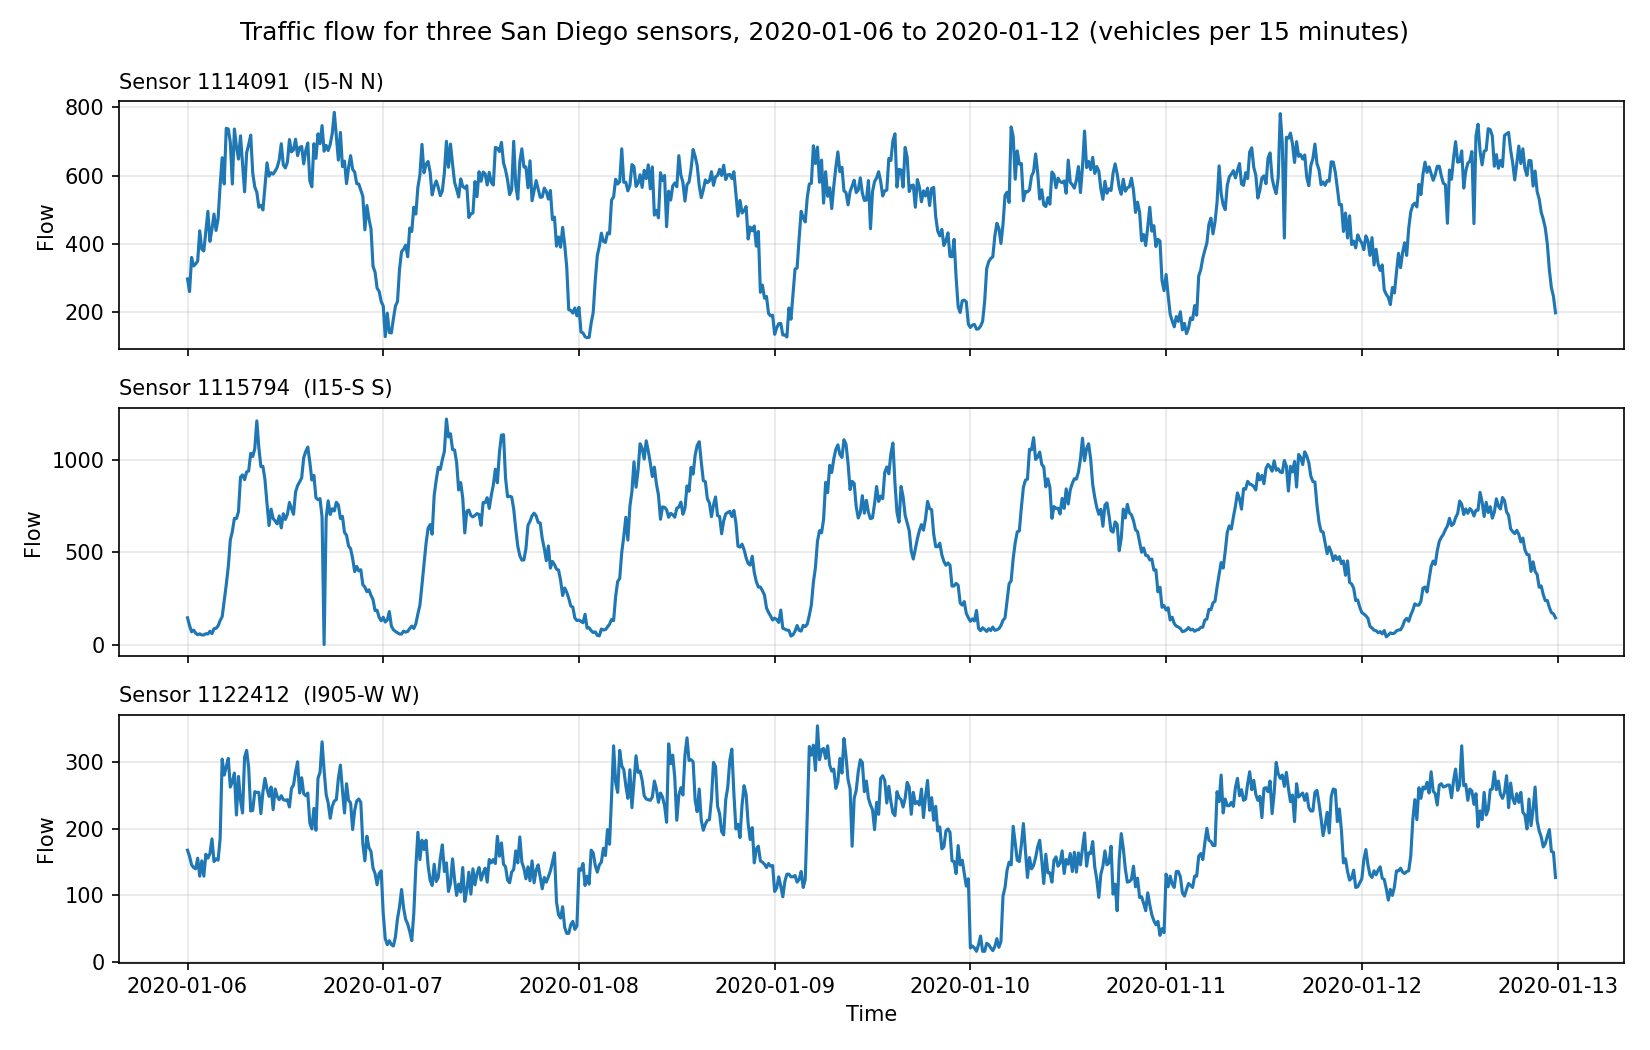 Traffic flow for three San Diego sensors, 2020-01-06 to 2020-01-12 (vehicles per 15 minutes)
Sensor 1114091 (I5-N N)
800
600
400
200
Flow
Sensor 1115794 (I15-S S)
1000
500
0
Flow
Sensor 1122412 (I905-W W)
300
200
100
0
Flow
2020-01-06 2020-01-07 2020-01-08 2020-01-09 2020-01-10 2020-01-11 2020-01-12 2020-01-13
Time